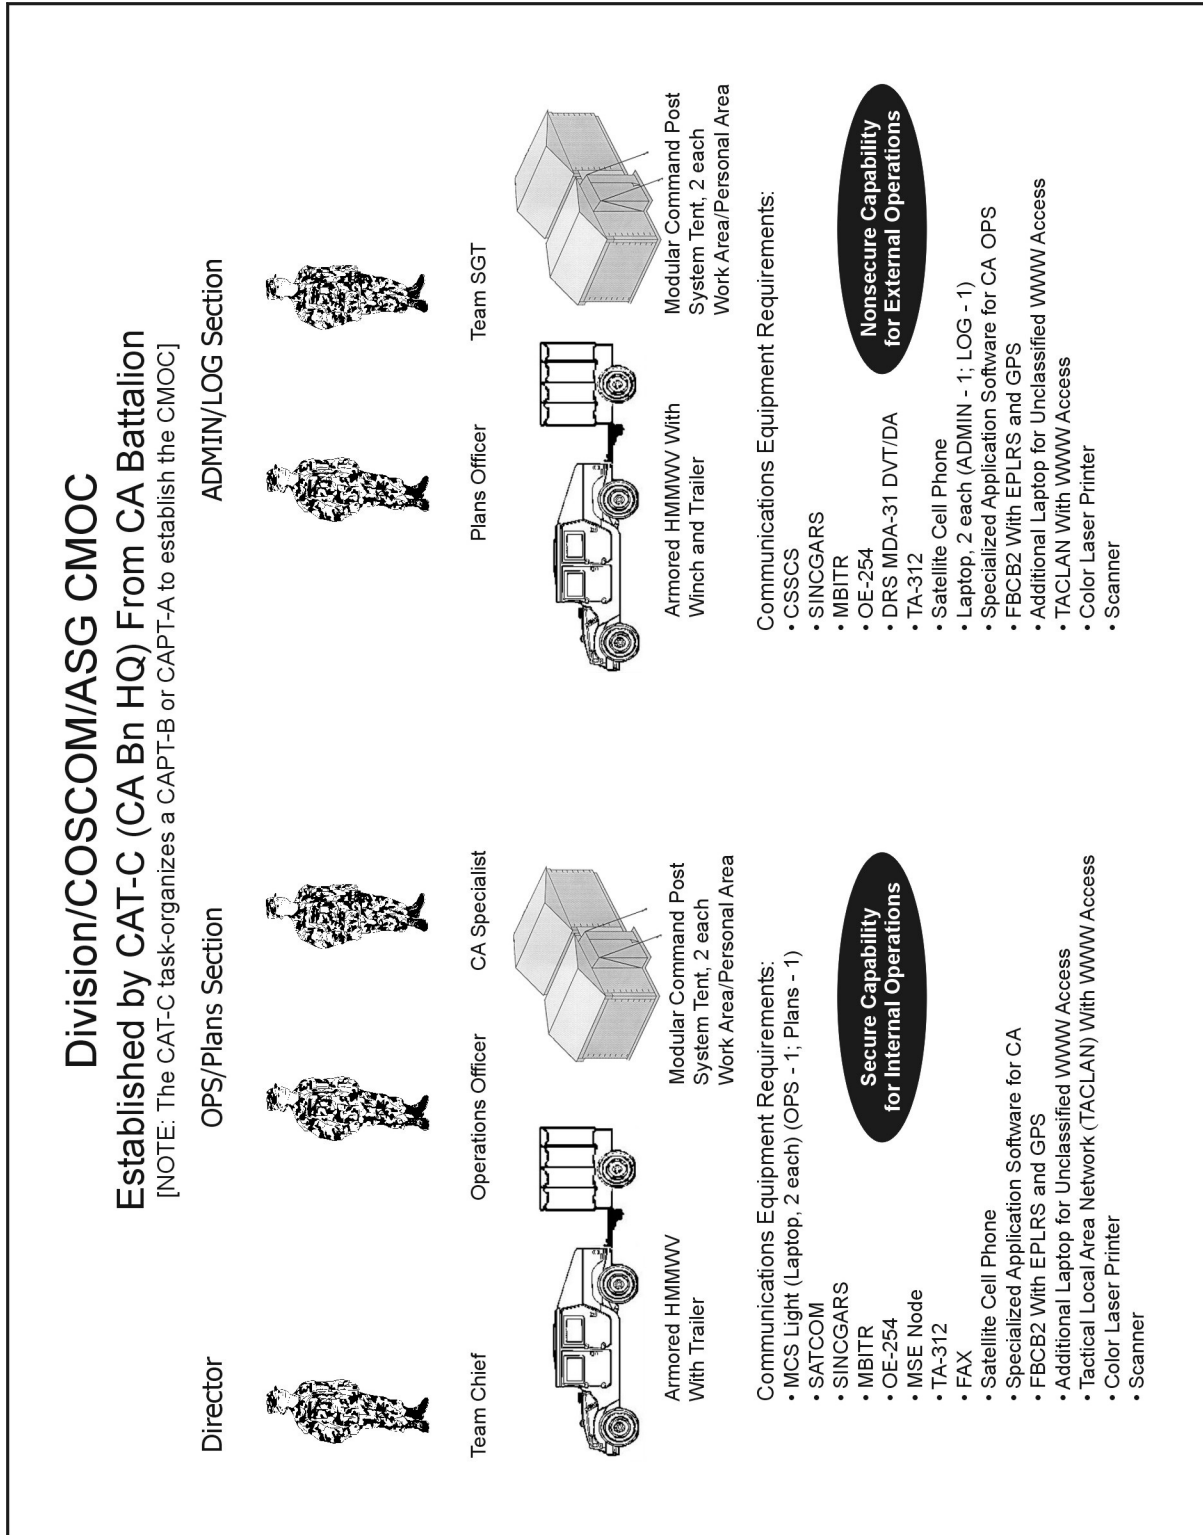 Division/COSCOM/ASG CMOC
Established by CAT-C (CA Bn HQ) From CA Battalion
[NOTE: The CAT-C task-organizes a CAPT-B or CAPT-A to establish the CMOC]
Director
OPS/Plans Section
ADMIN/LOG Section
Team Chief
Operations Officer
CA Specialist
Plans Officer
Team SGT
Armored HMMWV
With Trailer
Modular Command Post
System Tent, 2 each
Work Area/Personal Area
Armored HMMWV With
Winch and Trailer
Modular Command Post
System Tent, 2 each
Work Area/Personal Area
Communications Equipment Requirements:
• MCS Light (Laptop, 2 each) (OPS - 1; Plans - 1)
• SATCOM
• SINCGARS
• MBITR
• OE-254
• MSE Node
• TA-312
• FAX
• Satellite Cell Phone
• Specialized Application Software for CA
• FBCB2 With EPLRS and GPS
• Additional Laptop for Unclassified WWW Access
• Tactical Local Area Network (TACLAN) With WWW Access
• Color Laser Printer
• Scanner
Secure Capability
for Internal Operations
Communications Equipment Requirements:
• CSSCS
• SINCGARS
• MBITR
• OE-254
• DRS MDA-31 DVT/DA
• TA-312
• Satellite Cell Phone
• Laptop, 2 each (ADMIN - 1; LOG - 1)
• Specialized Application Software for CA OPS
• FBCB2 With EPLRS and GPS
• Additional Laptop for Unclassified WWW Access
• TACLAN With WWW Access
• Color Laser Printer
• Scanner
Nonsecure Capability
for External Operations